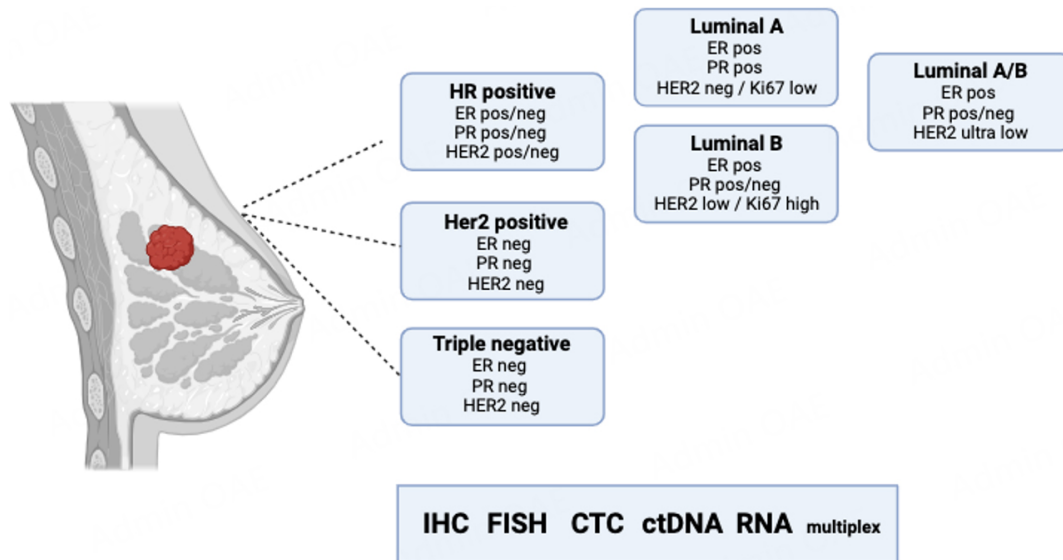 HR positive
ER pos/neg
PR pos/neg
HER2 pos/neg
Her2 positive
ER neg
PR neg
HER2 neg
Triple negative
ER neg
PR neg
HER2 neg
Luminal A
ER pos
PR pos
HER2 neg / Ki67 low
Luminal B
ER pos
PR pos/neg
HER2 low / Ki67 high
Luminal A/B
ER pos
PR pos/neg
HER2 ultra low
IHC FISH CTC ctDNA RNA multiplex